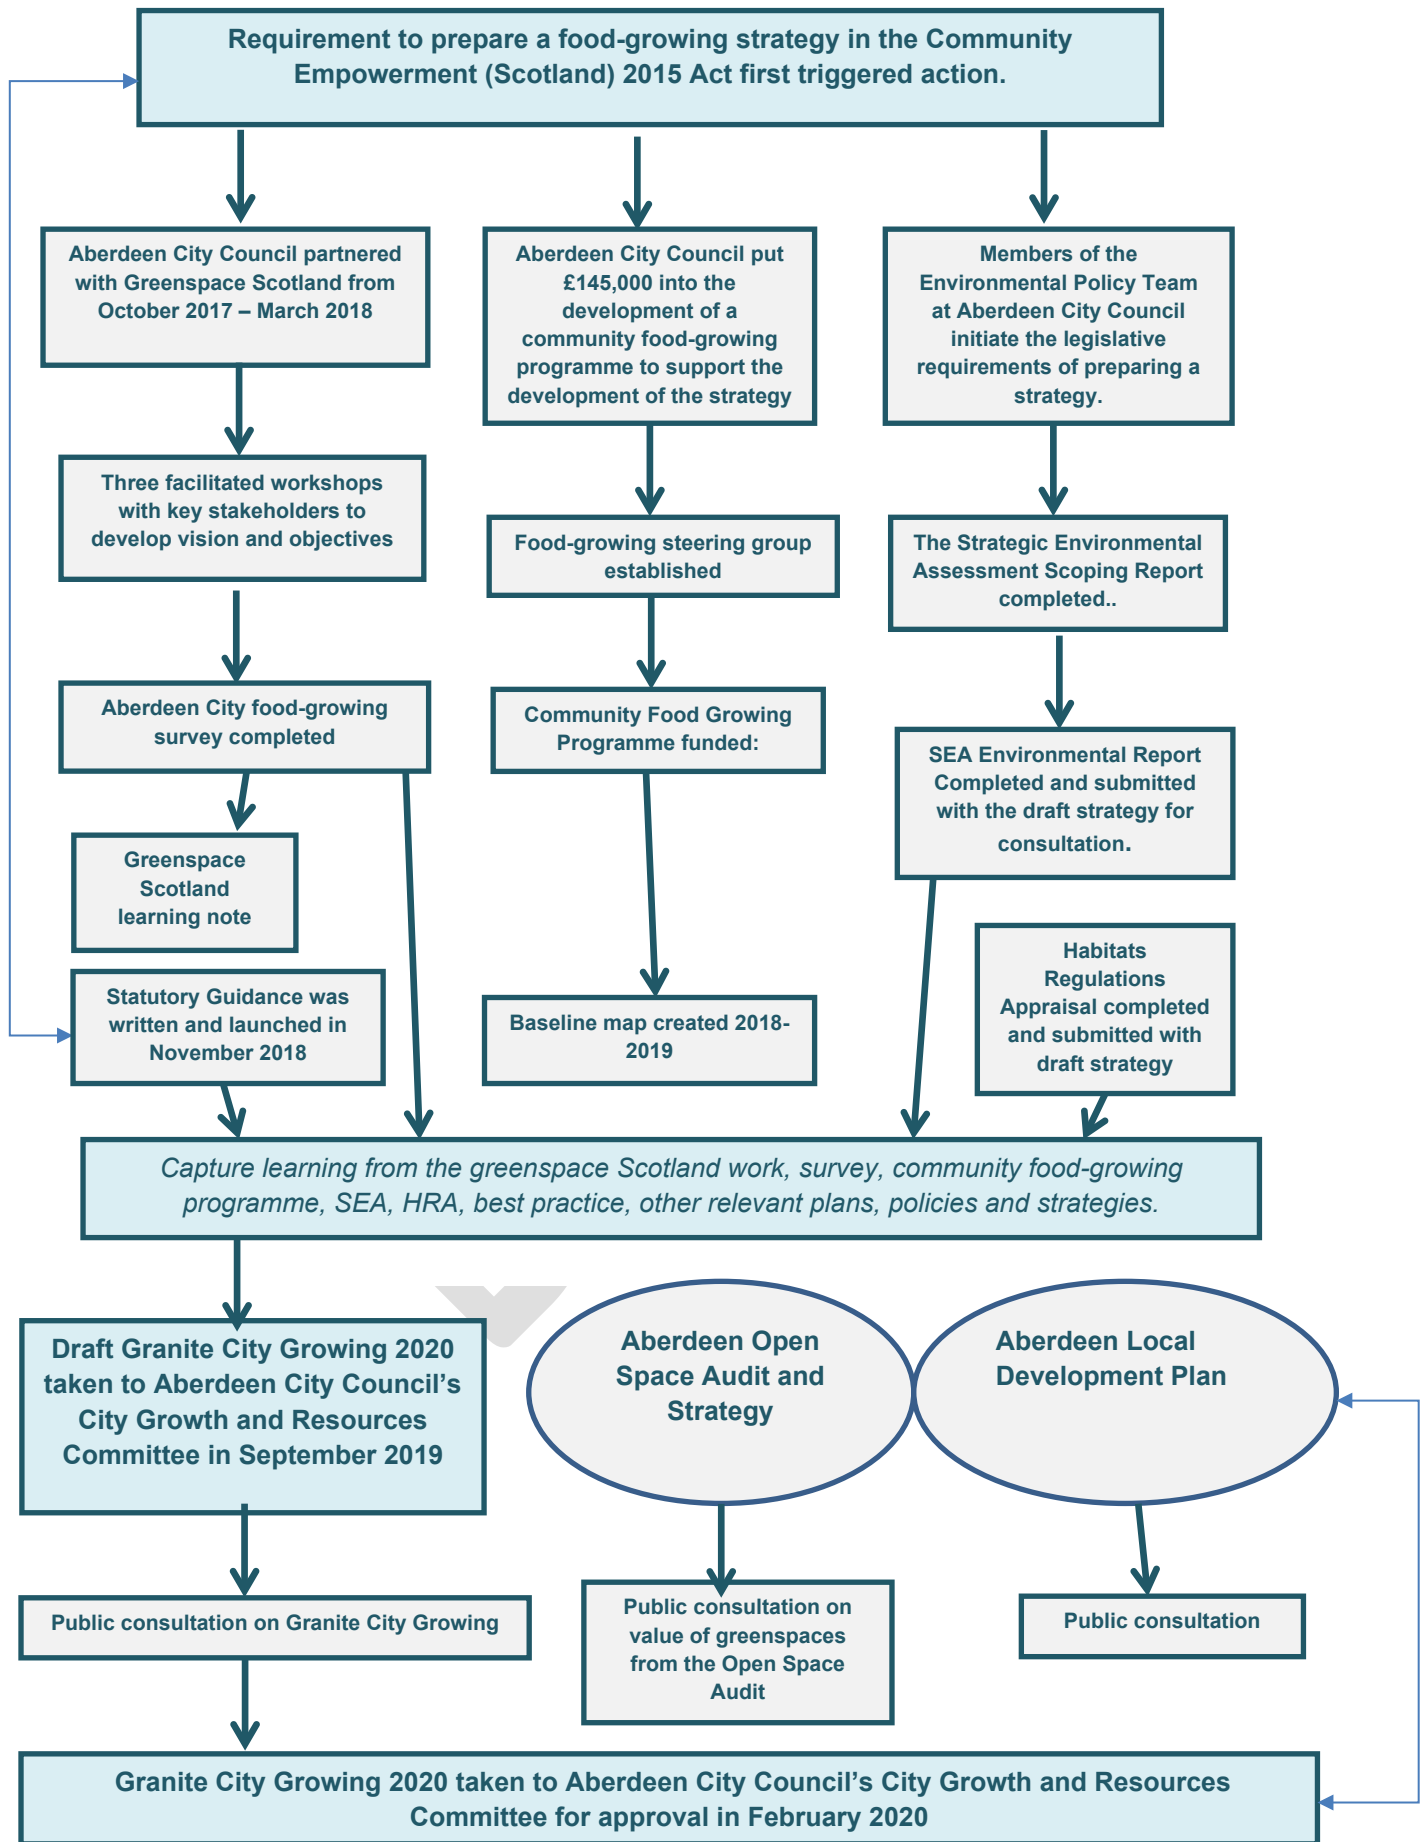 Requirement to prepare a food-growing strategy in the Community
Empowerment (Scotland) 2015 Act first triggered action.
Aberdeen City Council partnered
with Greenspace Scotland from
October 2017 – March 2018
Aberdeen City Council put
£145,000 into the
development of a
community food-growing
programme to support the
development of the strategy
Members of the
Environmental Policy Team
at Aberdeen City Council
initiate the legislative
requirements of preparing a
strategy.
Three facilitated workshops
with key stakeholders to
develop vision and objectives
Food-growing steering group
established
The Strategic Environmental
Assessment Scoping Report
completed..
Aberdeen City food-growing
survey completed
Community Food Growing
Programme funded:
SEA Environmental Report
Completed and submitted
with the draft strategy for
consultation.
Greenspace
Scotland
learning note
Habitats
Regulations
Appraisal completed
and submitted with
draft strategy
Statutory Guidance was
written and launched in
November 2018
Baseline map created 2018-
2019
Capture learning from the greenspace Scotland work, survey, community food-growing
programme, SEA, HRA, best practice, other relevant plans, policies and strategies.
Draft Granite City Growing 2020
taken to Aberdeen City Council’s
City Growth and Resources
Committee in September 2019
Aberdeen Open
Space Audit and
Strategy
Aberdeen Local
Development Plan
Public consultation on Granite City Growing
Public consultation on
value of greenspaces
from the Open Space
Audit
Public consultation
Granite City Growing 2020 taken to Aberdeen City Council’s City Growth and Resources
Committee for approval in February 2020